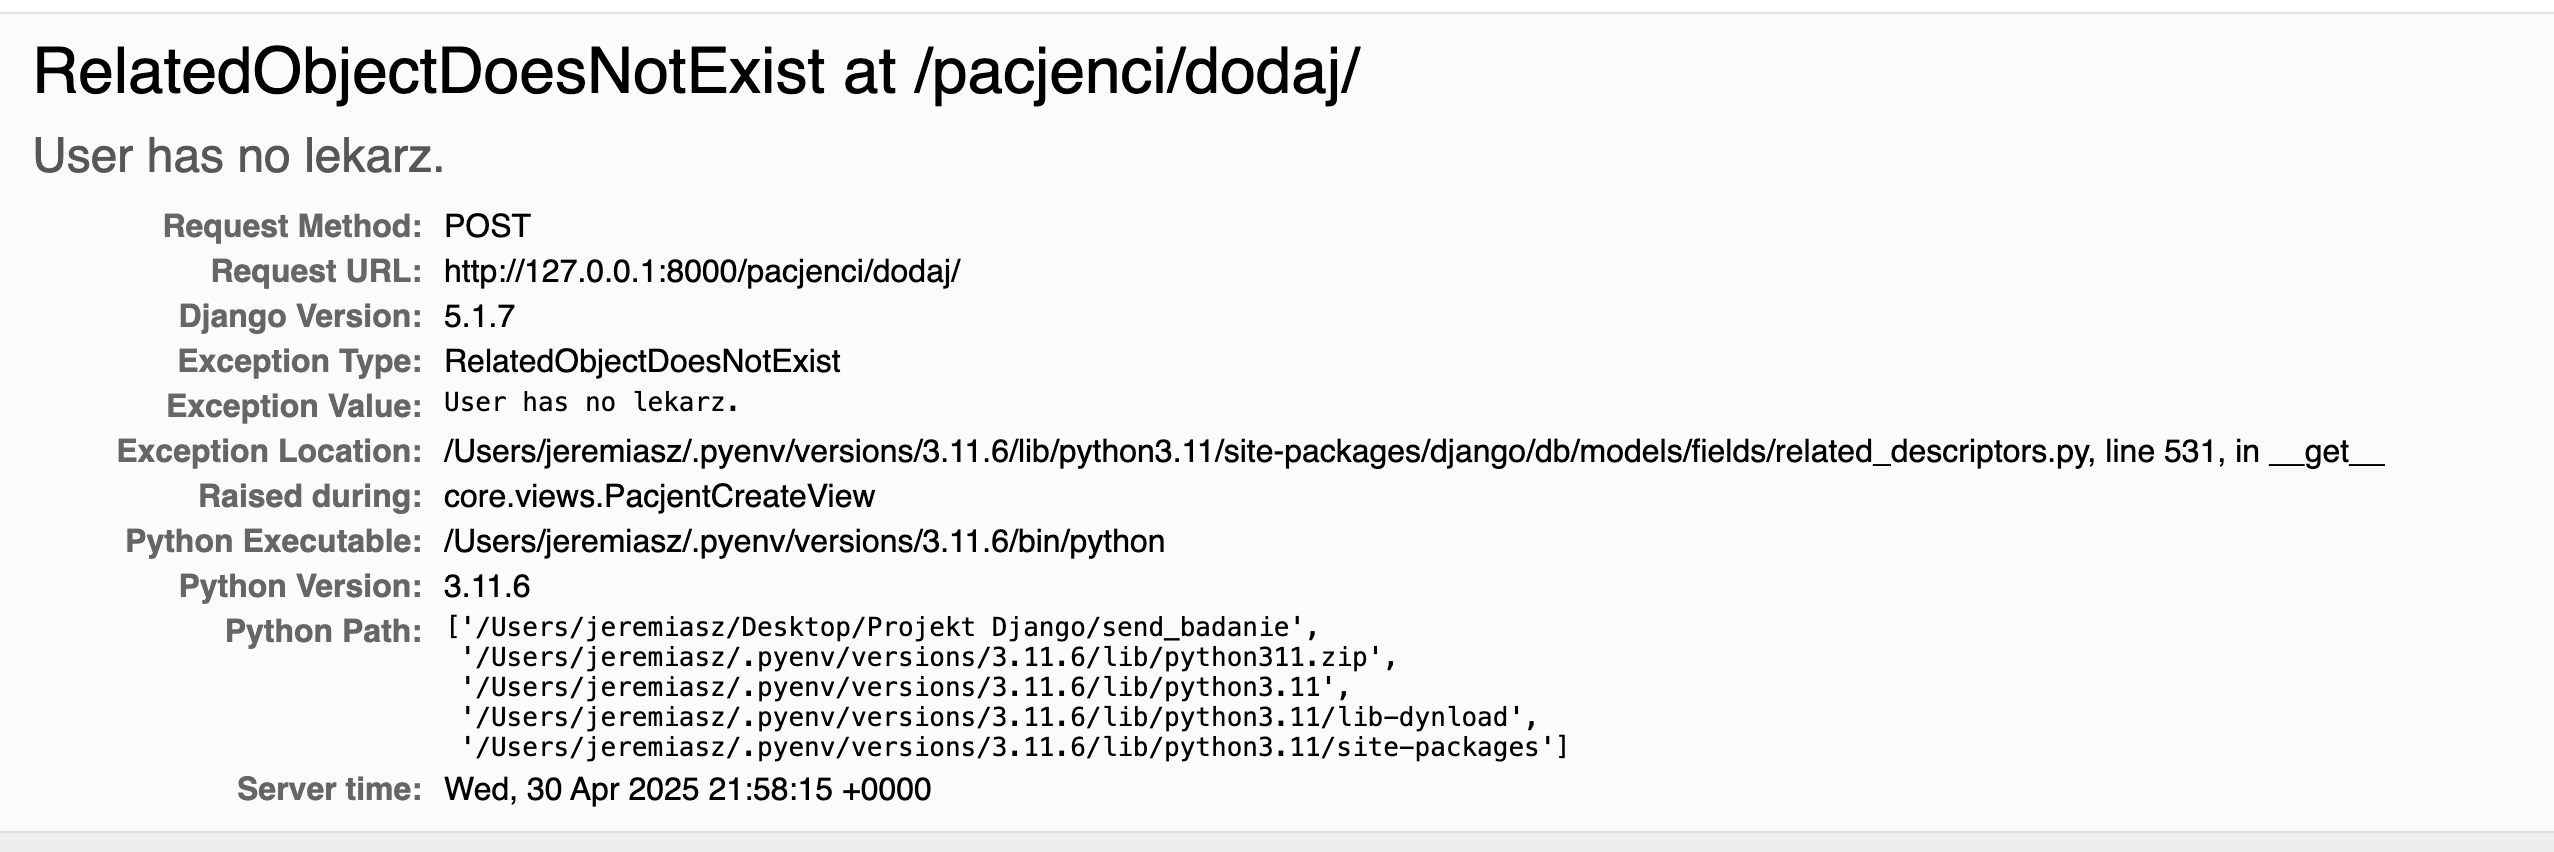 RelatedObjectDoesNotExist at /pacjenci/dodaj/
User has no lekarz.
Request Method: POST
Request URL: http://127.0.0.1:8000/pacjenci/dodaj/
Django Version: 5.1.7
Exception Type: RelatedObjectDoesNotExist
Exception Value: User has no lekarz.
Exception Location: /Users/jeremiasz/.pyenv/versions/3.11.6/lib/python3.11/site-packages/django/db/models/fields/related_descriptors.py, line 531, in __get__
Raised during: core.views.PacjentCreateView
Python Executable: /Users/jeremiasz/.pyenv/versions/3.11.6/bin/python
Python Version: 3.11.6
Python Path: ['/Users/jeremiasz/Desktop/Projekt Django/send_badanie',
'/Users/jeremiasz/.pyenv/versions/3.11.6/lib/python311.zip',
'/Users/jeremiasz/.pyenv/versions/3.11.6/lib/python3.11',
'/Users/jeremiasz/.pyenv/versions/3.11.6/lib/python3.11/lib-dynload',
'/Users/jeremiasz/.pyenv/versions/3.11.6/lib/python3.11/site-packages']
Server time: Wed, 30 Apr 2025 21:58:15 +0000